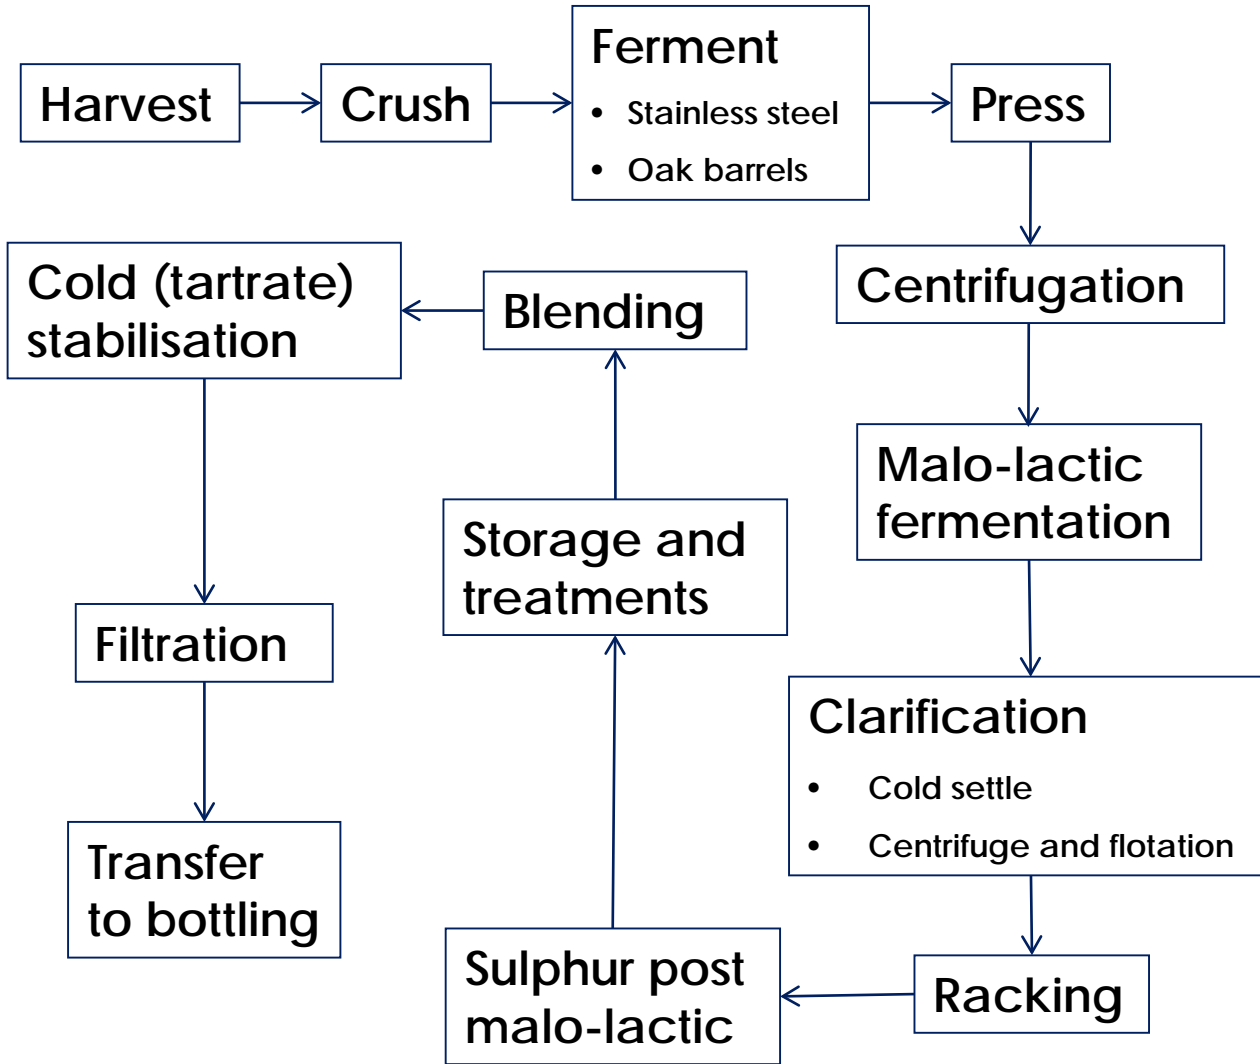 Harvest
Crush
Ferment
• Stainless steel
• Oak barrels
Press
Centrifugation
Malo-lactic
fermentation
Clarification
• Cold settle
• Centrifuge and flotation
Racking
Sulphur post
malo-lactic
Storage and
treatments
Blending
Cold (tartrate)
stabilisation
Filtration
Transfer
to bottling